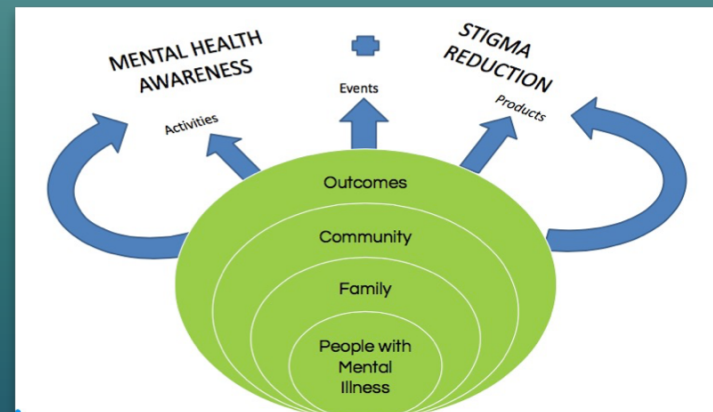 MENTAL HEALTH
AWARENESS
STIGMA
REDUCTION
Activities
Events
Products
Outcomes
Community
Family
People with
Mental
Illness